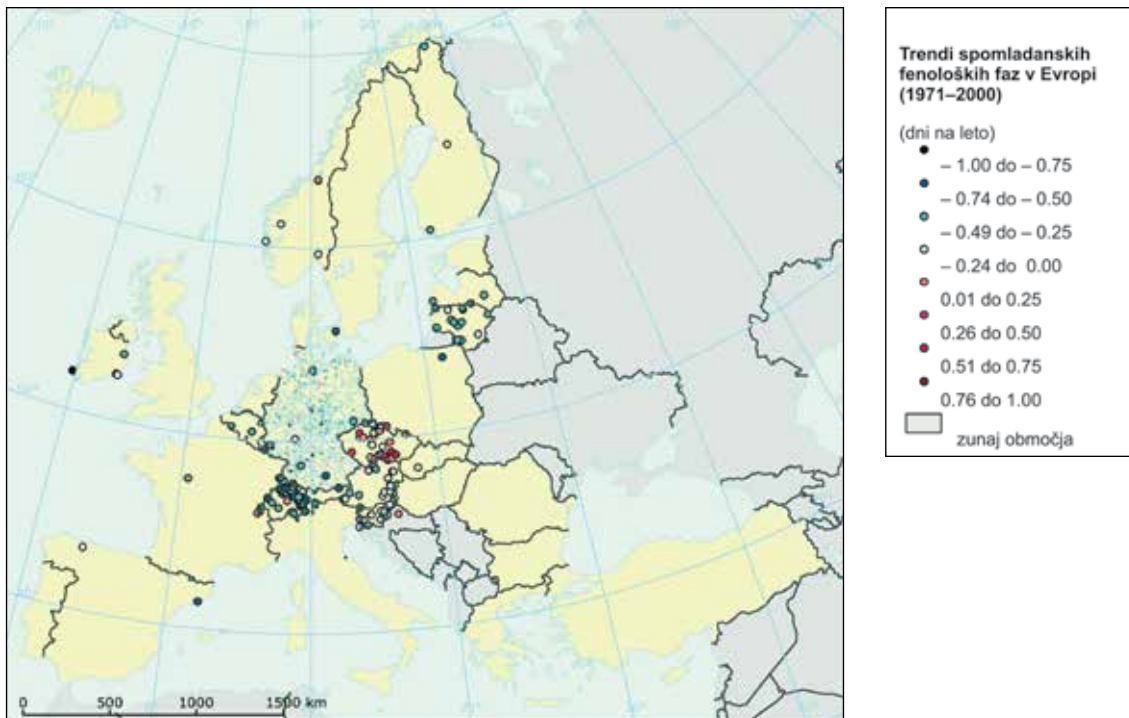 0 500 1000 1500 km
Trendi spomladanskih
fenoloških faz v Evropi
(1971–2000)
(dni na leto)
– 1.00 do – 0.75
– 0.74 do – 0.50
– 0.49 do – 0.25
– 0.24 do 0.00
0.01 do 0.25
0.26 do 0.50
0.51 do 0.75
0.76 do 1.00
zunaj območja